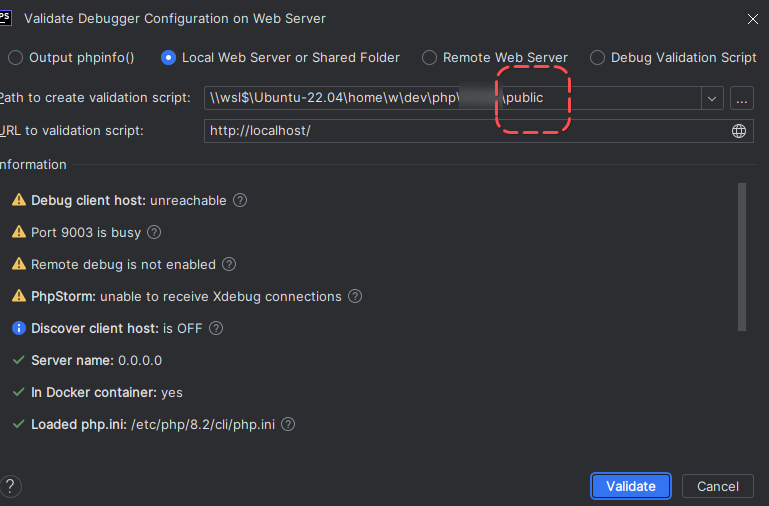 PS Validate Debugger Configuration on Web Server
Output phpinfo() Local Web Server or Shared Folder Remote Web Server Debug Validation Script
Path to create validation script: \\wsl$\Ubuntu-22.04\home\w\dev\php\ \public ...
URL to validation script: http://localhost/
nformation
Debug client host: unreachable ?
Port 9003 is busy ?
Remote debug is not enabled ?
PhpStorm: unable to receive Xdebug connections ?
Discover client host: is OFF ?
Server name: 0.0.0.0
In Docker container: yes
Loaded php.ini: /etc/php/8.2/cli/php.ini ?
? Validate Cancel